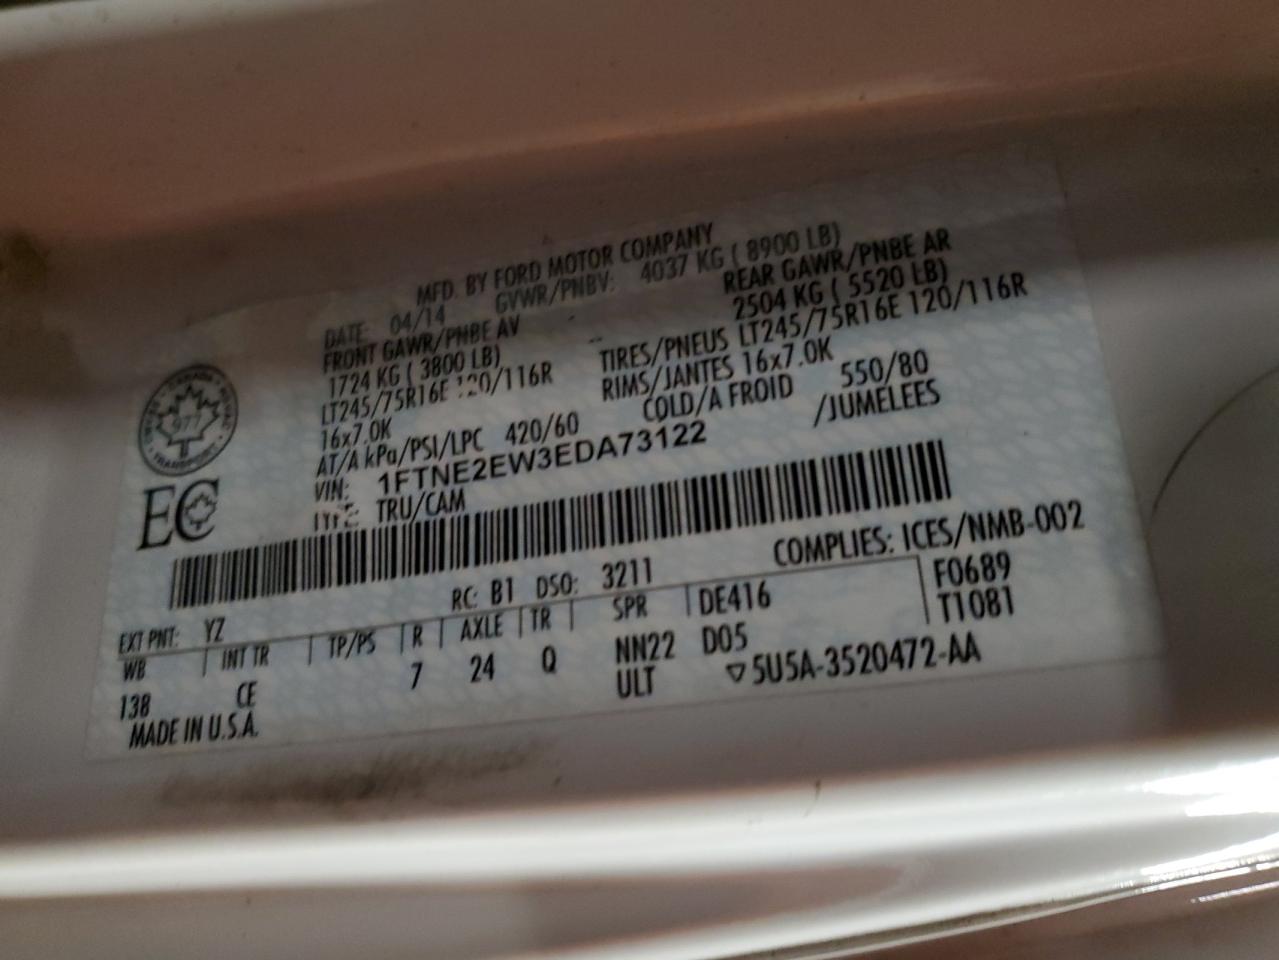 MFD. BY FORD MOTOR COMPANY
DATE: 04/14 GVWR/PNBV: 4037 KG ( 8900 LB)
FRONT GAWR/PNBE AV REAR GAWR/PNBE AR
1724 KG ( 3800 LB) 2504 KG ( 5520 LB)
LT245/75R16E 120/116R TIRES/PNEUS LT245/75R16E 120/116R
16x7.0K RIMS/JANTES 16x7.0K
AT/A kPa/PSI/LPC 420/60 COLD/A FROID 550/80
VIN: 1FTNE2EW3EDA73122 /JUMELEES
TYPE: TRU/CAM
CANADA
TRANSPORT
977
EC
COMPLIES: ICES/NMB-002
EXT PNT: YZ RC: B1 DSO: 3211 F0689
WB INT TR TP/PS R AXLE TR SPR DE416 T1081
138 CE 7 24 Q NN22 D05
MADE IN U.S.A. ULT ▽5U5A-3520472-AA